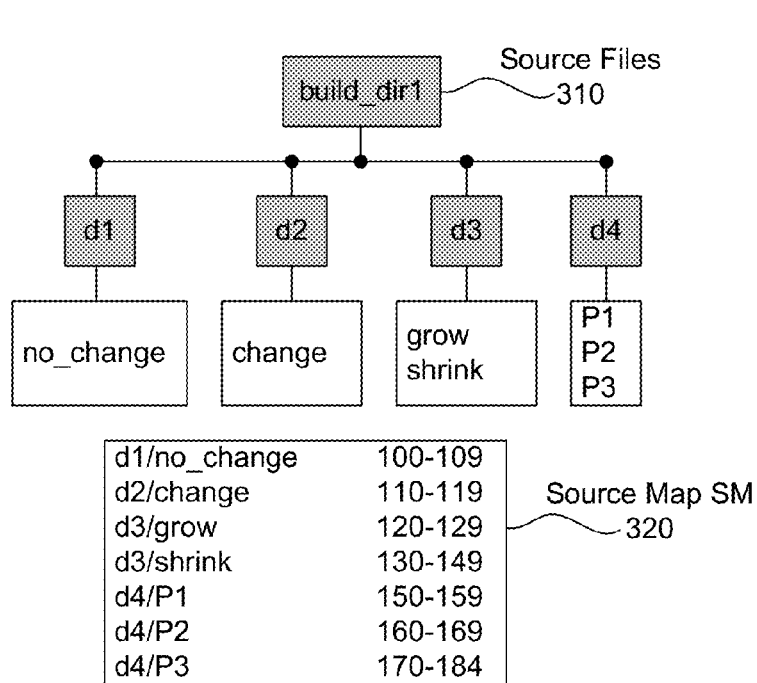 Source Files
310
build_dir1
d1
d2
d3
d4
no_change
change
grow
shrink
P1
P2
P3
d1/no_change 100-109
d2/change 110-119
d3/grow 120-129
d3/shrink 130-149
d4/P1 150-159
d4/P2 160-169
d4/P3 170-184
Source Map SM
320